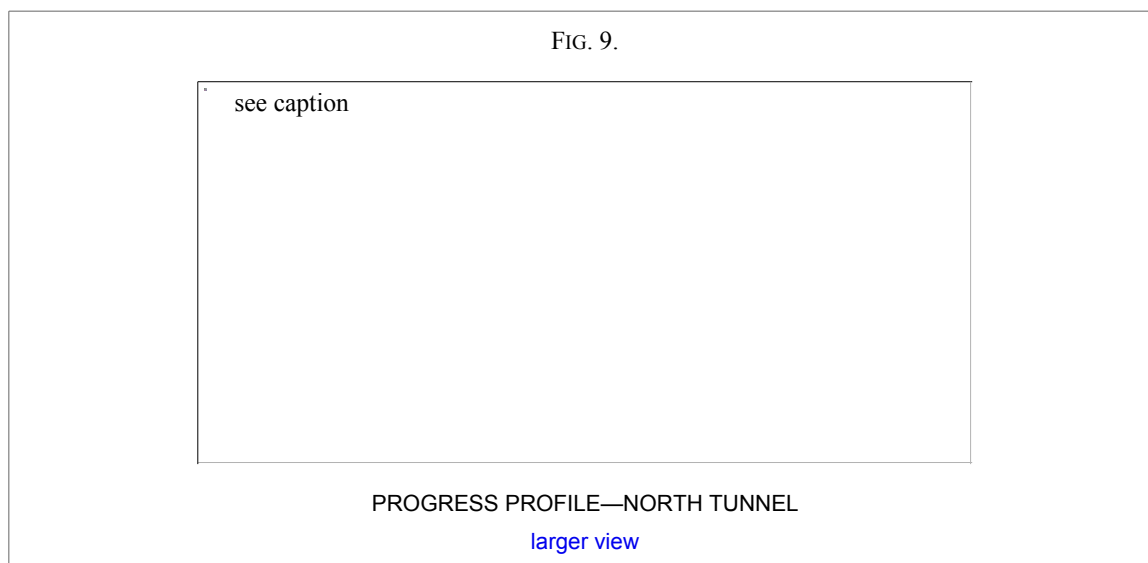 FIG. 9.
see caption
PROGRESS PROFILE—NORTH TUNNEL
larger view